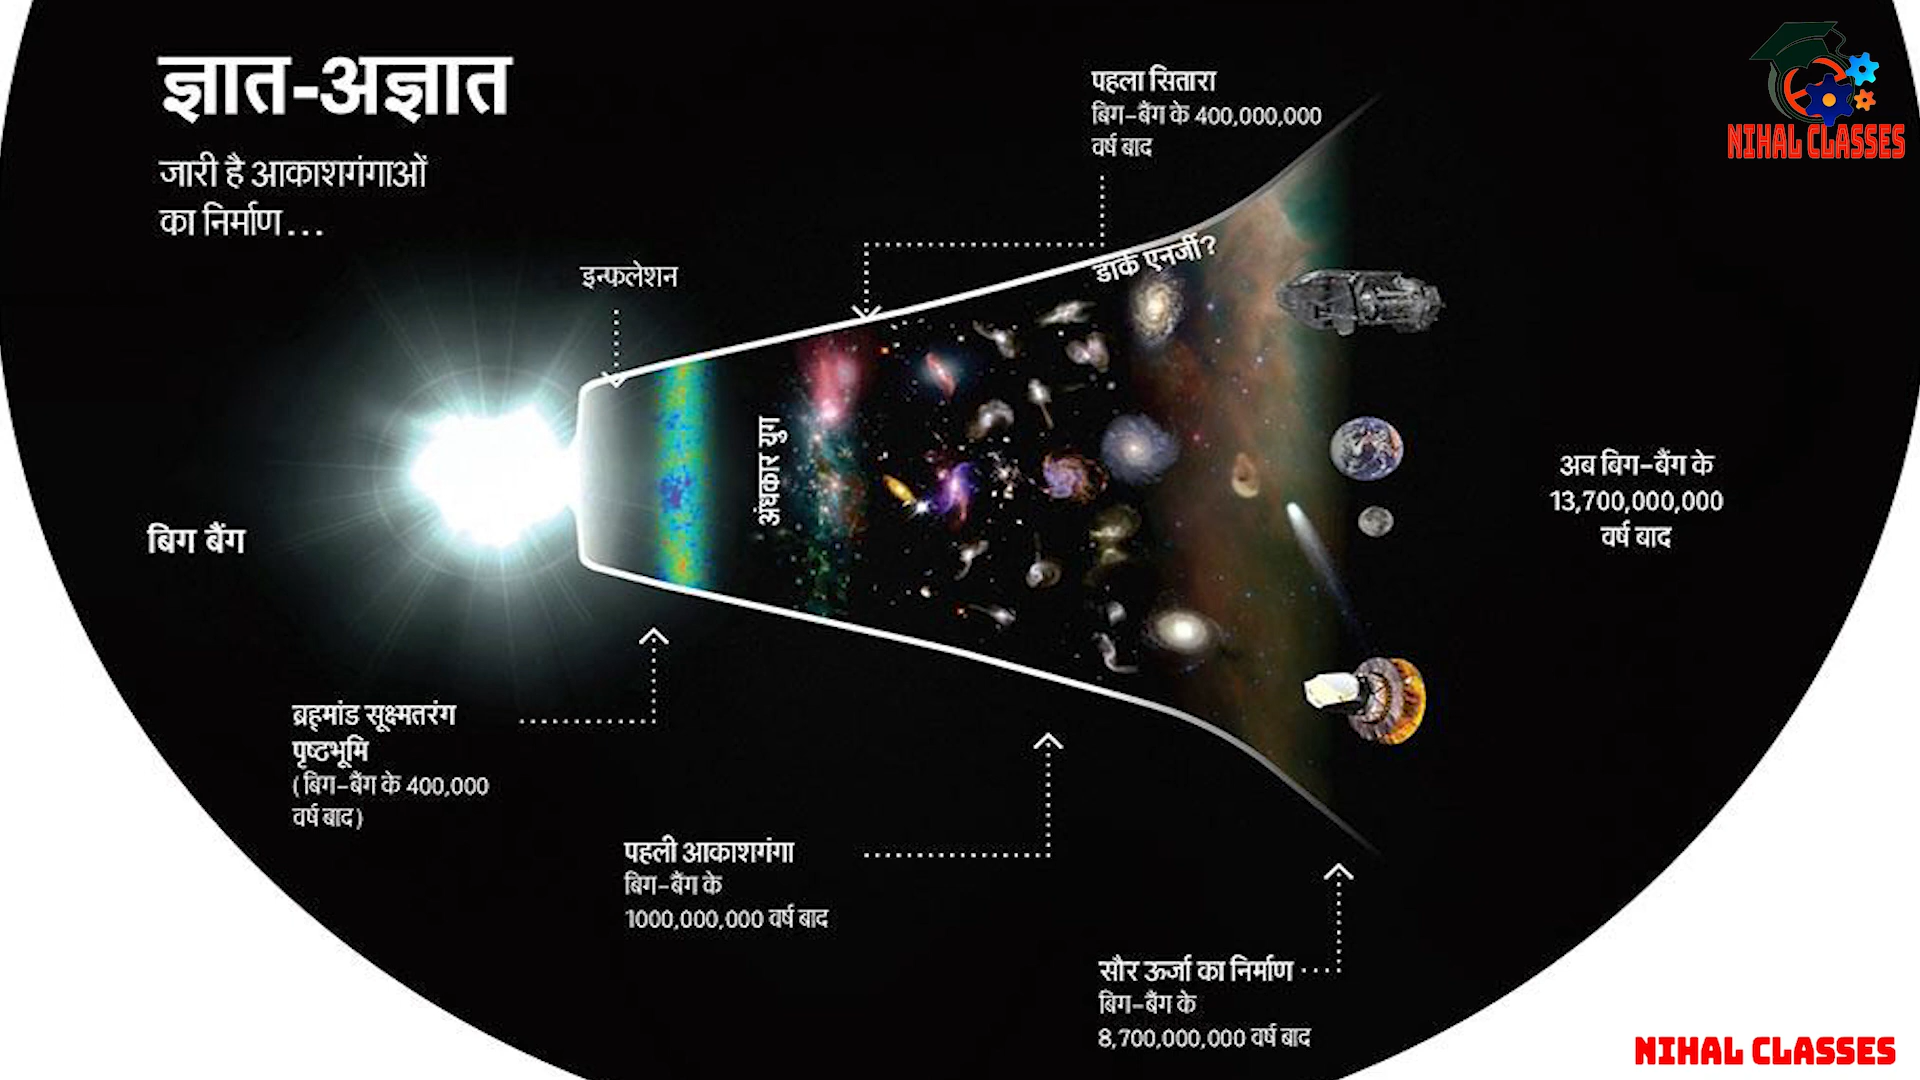 ज्ञात-अज्ञात
जारी है आकाशगंगाओं
का निर्माण...
इन्फ्लेशन
पहला सितारा
बिग-बैंग के 400,000,000
वर्ष बाद
NIHAL CLASSES
डार्क एनर्जी?
अंधकार युग
बिग बैंग
अब बिग-बैंग के
13,700,000,000
वर्ष बाद
ब्रह्मांड सूक्ष्मतरंग
पृष्ठभूमि
(बिग-बैंग के 400,000
वर्ष बाद)
पहली आकाशगंगा
बिग-बैंग के
1000,000,000 वर्ष बाद
सौर ऊर्जा का निर्माण
बिग-बैंग के
8,700,000,000 वर्ष बाद
NIHAL CLASSES